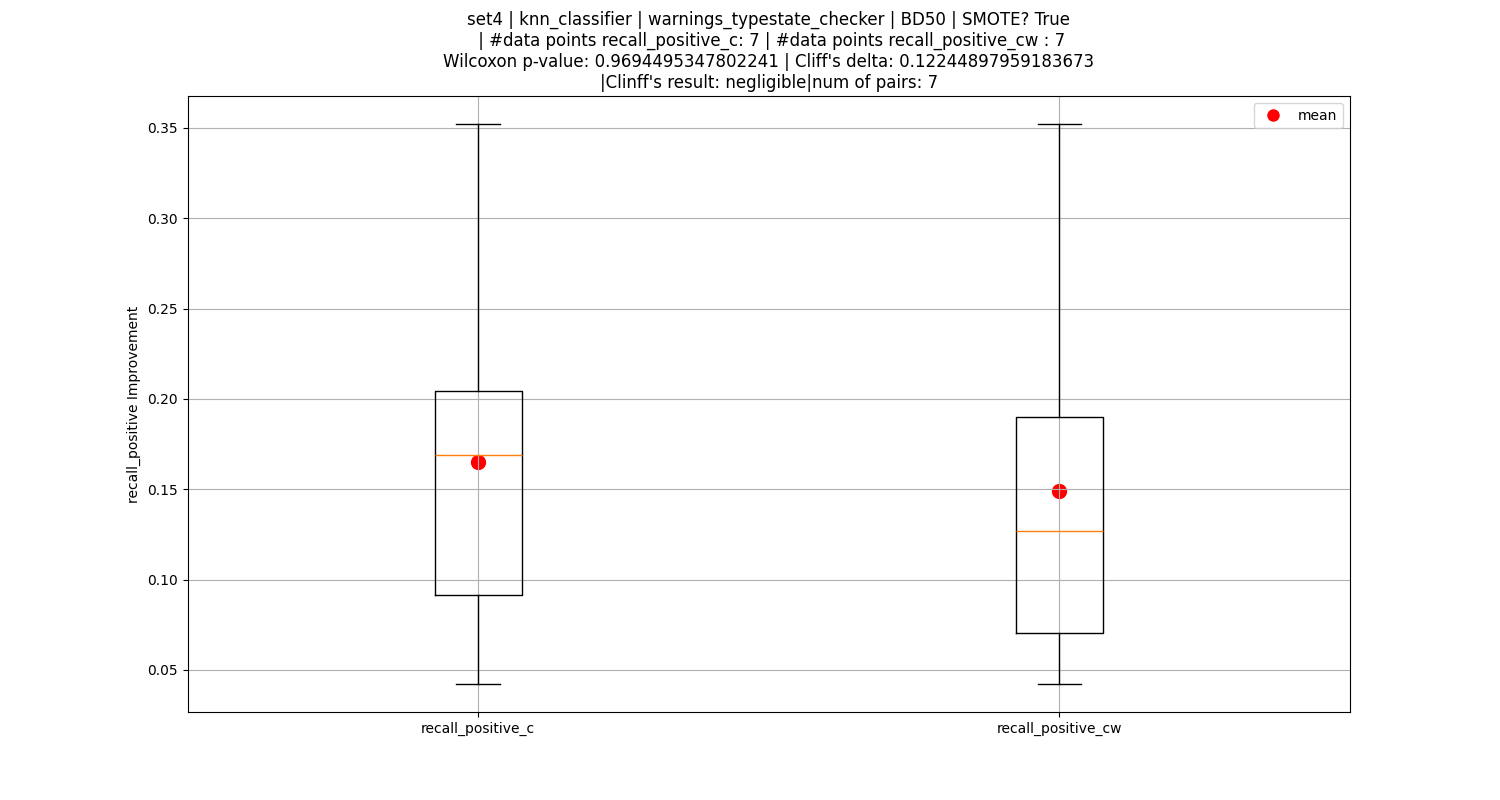 set4 | knn_classifier | warnings_typestate_checker | BD50 | SMOTE? True
| #data points recall_positive_c: 7 | #data points recall_positive_cw : 7
Wilcoxon p-value: 0.9694495347802241 | Cliff's delta: 0.12244897959183673
|Clinff's result: negligible|num of pairs: 7
mean
0.35
0.30
0.25
0.20
0.15
0.10
0.05
recall_positive Improvement
recall_positive_c
recall_positive_cw